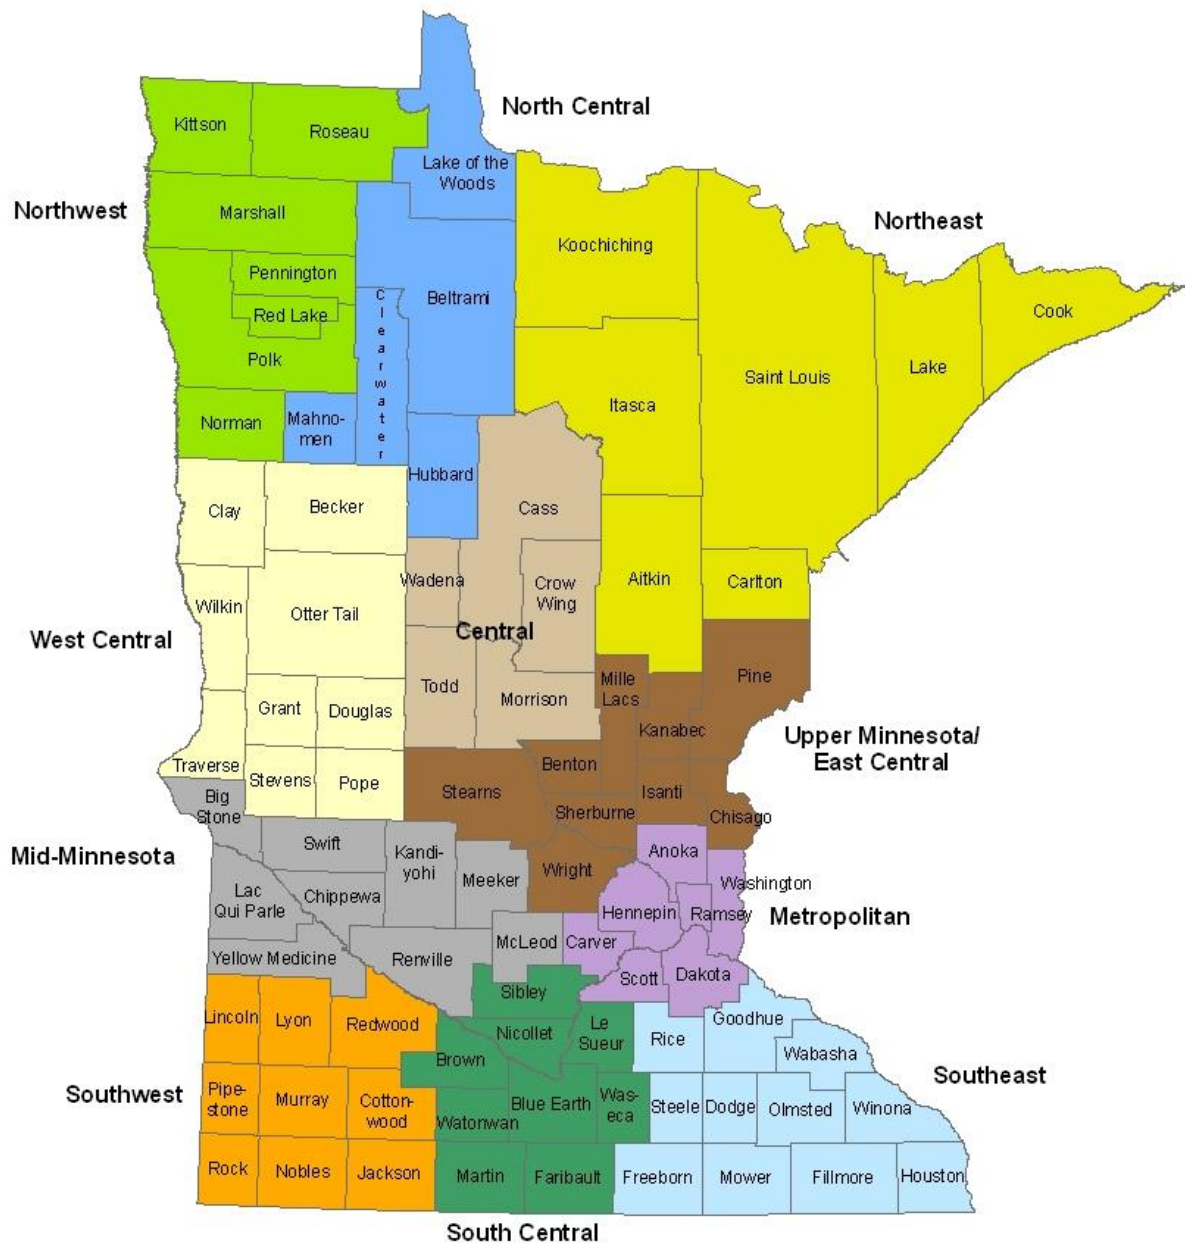 North Central
Kittson
Roseau
Lake of the
Woods
Northwest
Marshall
Northeast
Koochiching
Pennington
Beltrami
Clearwater
Red Lake
Cook
Polk
Saint Louis
Lake
Itasca
Norman
Mahno-
men
Hubbard
Clay
Becker
Cass
Aitkin
Carlton
Wadena
Crow
Wing
Wilkin
Otter Tail
West Central
Central
Todd
Morrison
Mille
Lacs
Pine
Grant
Douglas
Kanabec
Upper Minnesota/
East Central
Traverse
Stevens
Pope
Benton
Stearns
Isanti
Big
Stone
Sherburne
Chisago
Mid-Minnesota
Swift
Kandi-
yohi
Anoka
Meeker
Wright
Washington
Lac
Qui Parle
Chippewa
Hennepin
Ramsey
Metropolitan
McLeod
Carver
Yellow Medicine
Renville
Scott
Dakota
Sibley
Lincoln
Lyon
Redwood
Nicollet
Le
Sueur
Rice
Goodhue
Wabasha
Brown
Southwest
Southeast
Pipe-
stone
Murray
Cotton-
wood
Watonwan
Blue Earth
Was-
eca
Steele
Dodge
Olmsted
Winona
Rock
Nobles
Jackson
Martin
Faribault
Freeborn
Mower
Fillmore
Houston
South Central